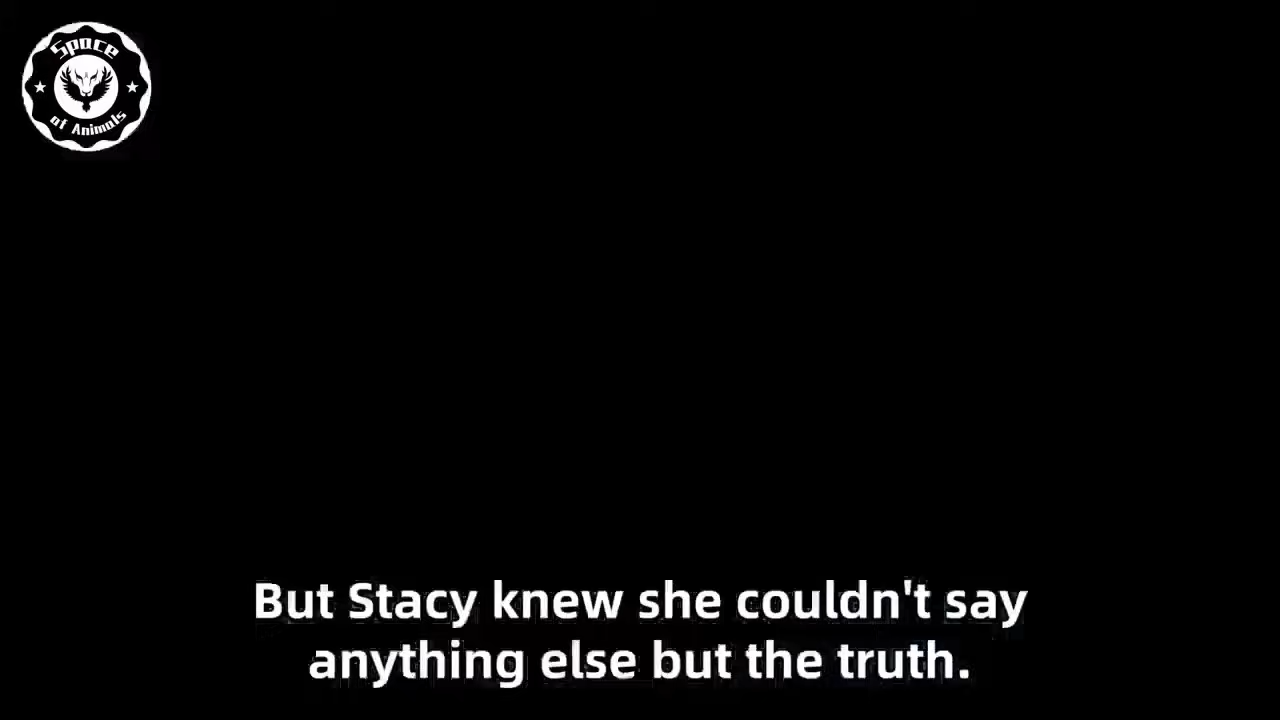 Space
of Animals
But Stacy knew she couldn't say
anything else but the truth.